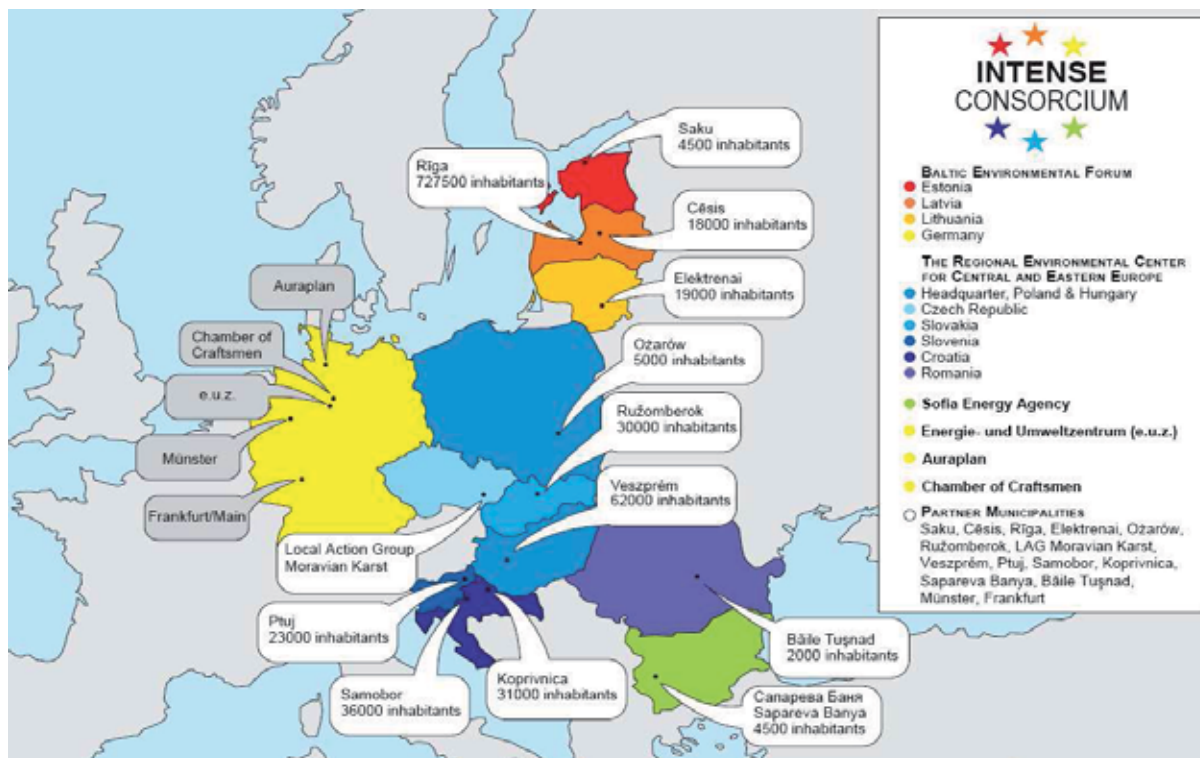 INTENSE
CONSORCIUM
BALTIC ENVIRONMENTAL FORUM
Estonia
Latvia
Lithuania
Germany
THE REGIONAL ENVIRONMENTAL CENTER
FOR CENTRAL AND EASTERN EUROPE
Headquarter, Poland & Hungary
Czech Republic
Slovakia
Slovenia
Croatia
Romania
Sofia Energy Agency
Energie- und Umweltzentrum (e.u.z.)
Auraplan
Chamber of Craftsmen
PARTNER MUNICIPALITIES
Saku, Cēsis, Rīga, Elektrenai, Ożarów,
Ružomberok, LAG Moravian Karst,
Veszprém, Ptuj, Samobor, Koprivnica,
Sapareva Banya, Băile Tuşnad,
Münster, Frankfurt
Saku
4500 inhabitants
Rīga
727500 inhabitants
Cēsis
18000 inhabitants
Elektrenai
19000 inhabitants
Auraplan
Chamber of
Craftsmen
e.u.z.
Münster
Frankfurt/Main
Ożarów
5000 inhabitants
Ružomberok
30000 inhabitants
Veszprém
62000 inhabitants
Local Action Group
Moravian Karst
Ptuj
23000 inhabitants
Samobor
36000 inhabitants
Koprivnica
31000 inhabitants
Băile Tuşnad
2000 inhabitants
Сапарева Баня
Sapareva Banya
4500 inhabitants